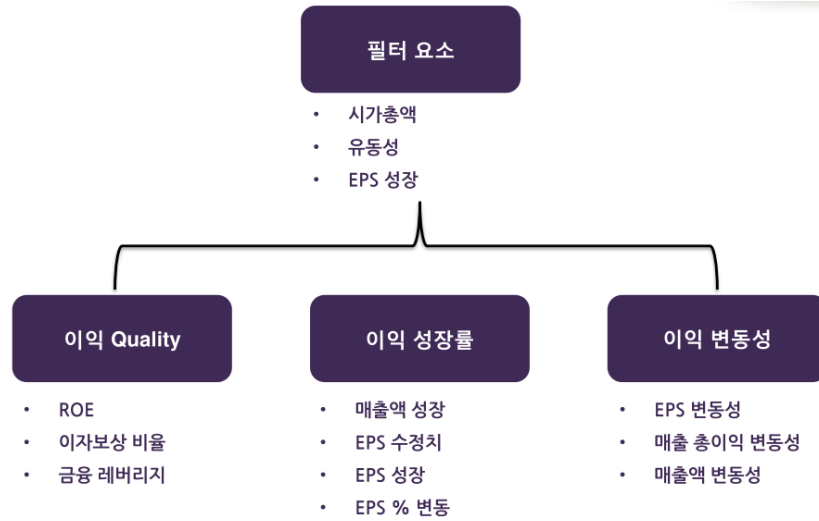 필터 요소
• 시가총액
• 유동성
• EPS 성장
이익 Quality
• ROE
• 이자보상 비율
• 금융 레버리지
이익 성장률
• 매출액 성장
• EPS 수정치
• EPS 성장
• EPS % 변동
이익 변동성
• EPS 변동성
• 매출 총이익 변동성
• 매출액 변동성